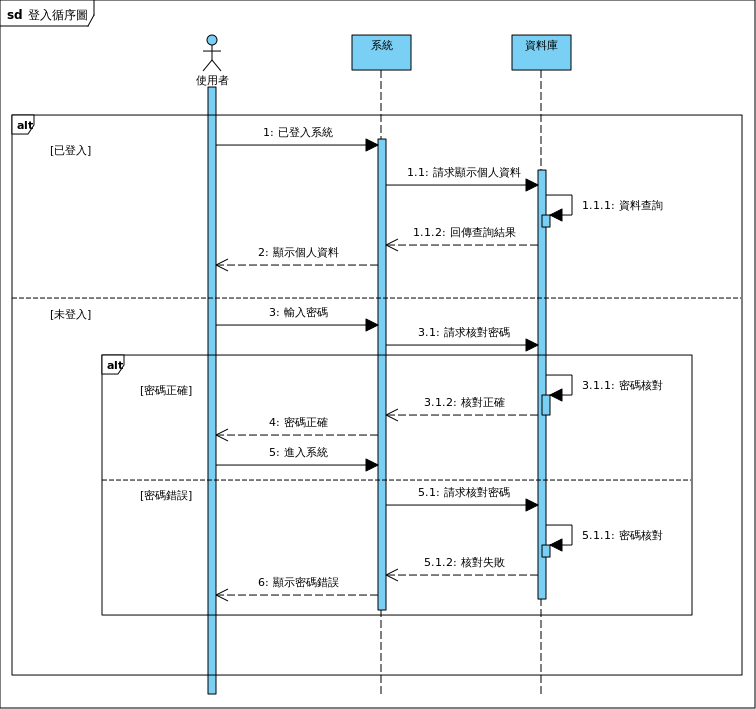 sd 登入循序圖
使用者
系統
資料庫
alt
[已登入]
1: 已登入系統
1.1: 請求顯示個人資料
1.1.1: 資料查詢
1.1.2: 回傳查詢結果
2: 顯示個人資料
[未登入]
3: 輸入密碼
3.1: 請求核對密碼
alt
[密碼正確]
3.1.1: 密碼核對
3.1.2: 核對正確
4: 密碼正確
5: 進入系統
[密碼錯誤]
5.1: 請求核對密碼
5.1.1: 密碼核對
5.1.2: 核對失敗
6: 顯示密碼錯誤